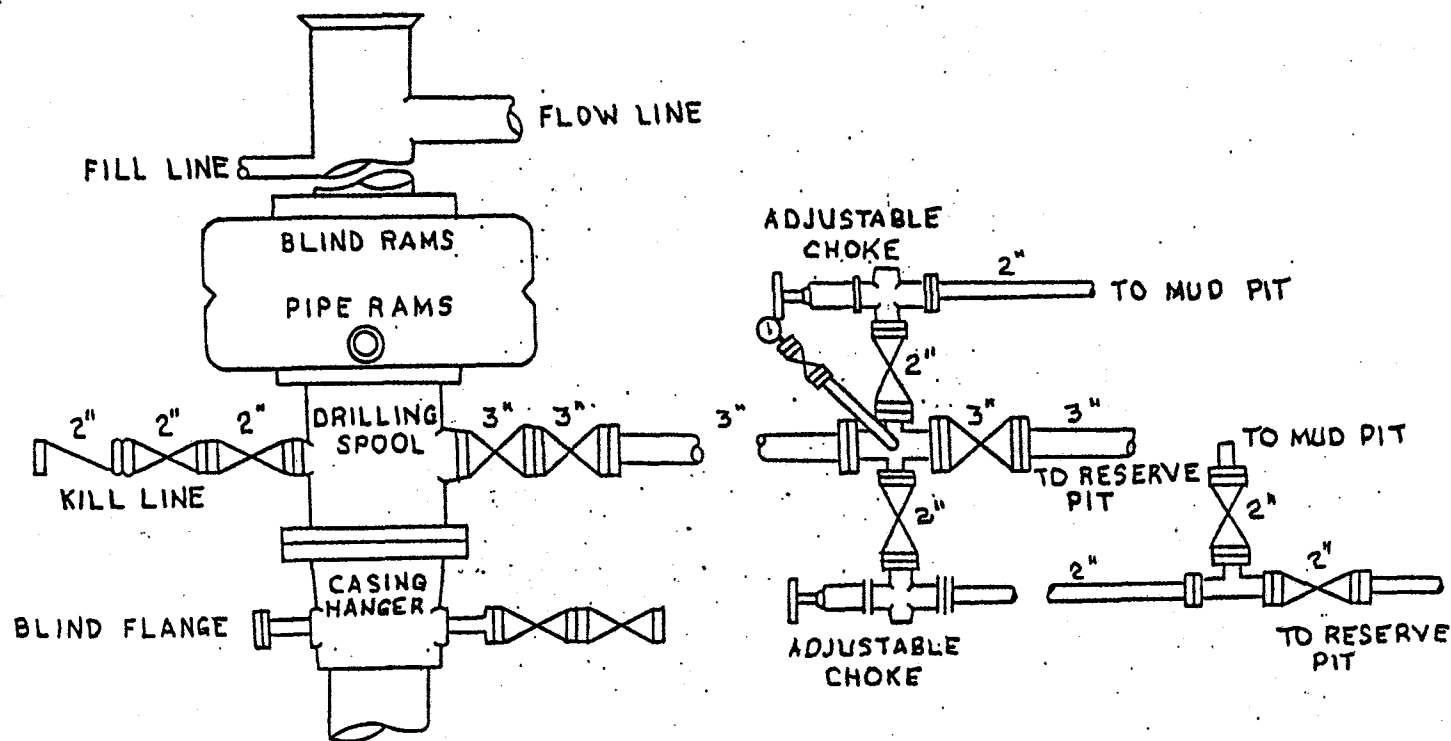 FLOW LINE
FILL LINE
BLIND RAMS
PIPE RAMS
DRILLING
SPOOL
2"
2"
2"
KILL LINE
3"
3"
3"
CASING
HANGER
BLIND FLANGE
ADJUSTABLE
CHOKE
2"
TO MUD PIT
2"
3"
3"
TO RESERVE
PIT
2"
ADJUSTABLE
CHOKE
TO MUD PIT
2"
2"
2"
TO RESERVE
PIT